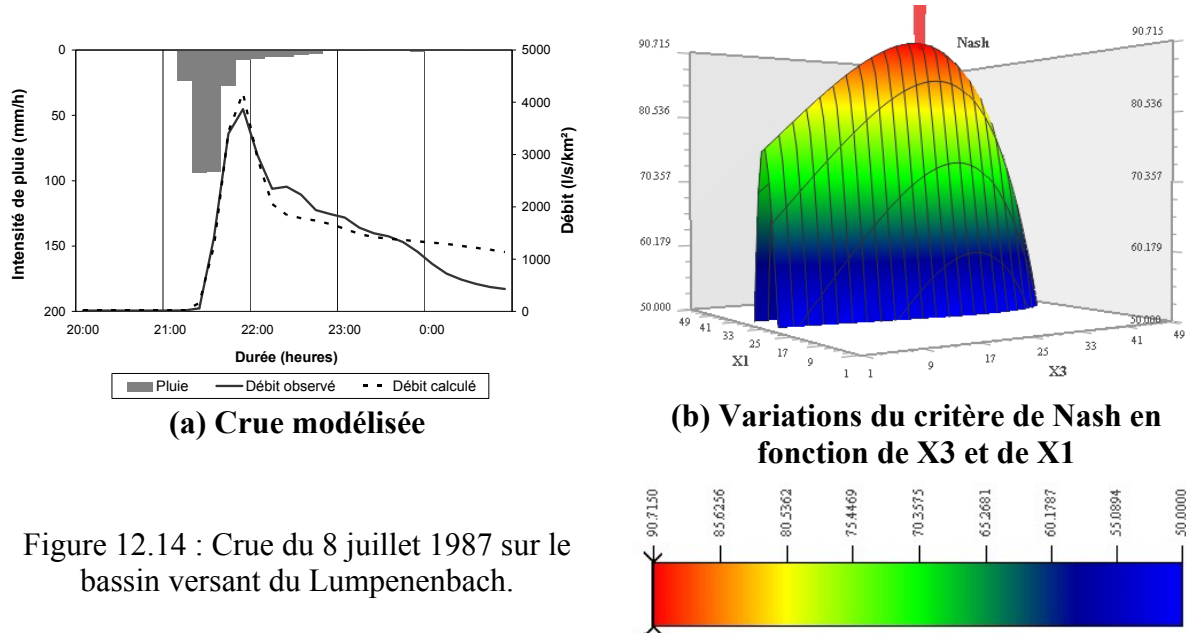 0
50
100
150
200
Intensité de pluie (mm/h)
5000
4000
3000
2000
1000
0
Débit (l/s/km²)
20:00 21:00 22:00 23:00 0:00
Durée (heures)
Pluie Débit observé Débit calculé
(a) Crue modélisée
Nash
90.715
80.536
70.357
60.179
50.000
90.715
80.536
70.357
60.179
50.000
49 41 33 25 17 9 1
X1
1 9 17 25 33 41 49
X3
(b) Variations du critère de Nash en
fonction de X3 et de X1
90.7150 85.6256 80.5362 75.4469 70.3575 65.2681 60.1787 55.0894 50.0000
Figure 12.14 : Crue du 8 juillet 1987 sur le
bassin versant du Lumpenenbach.